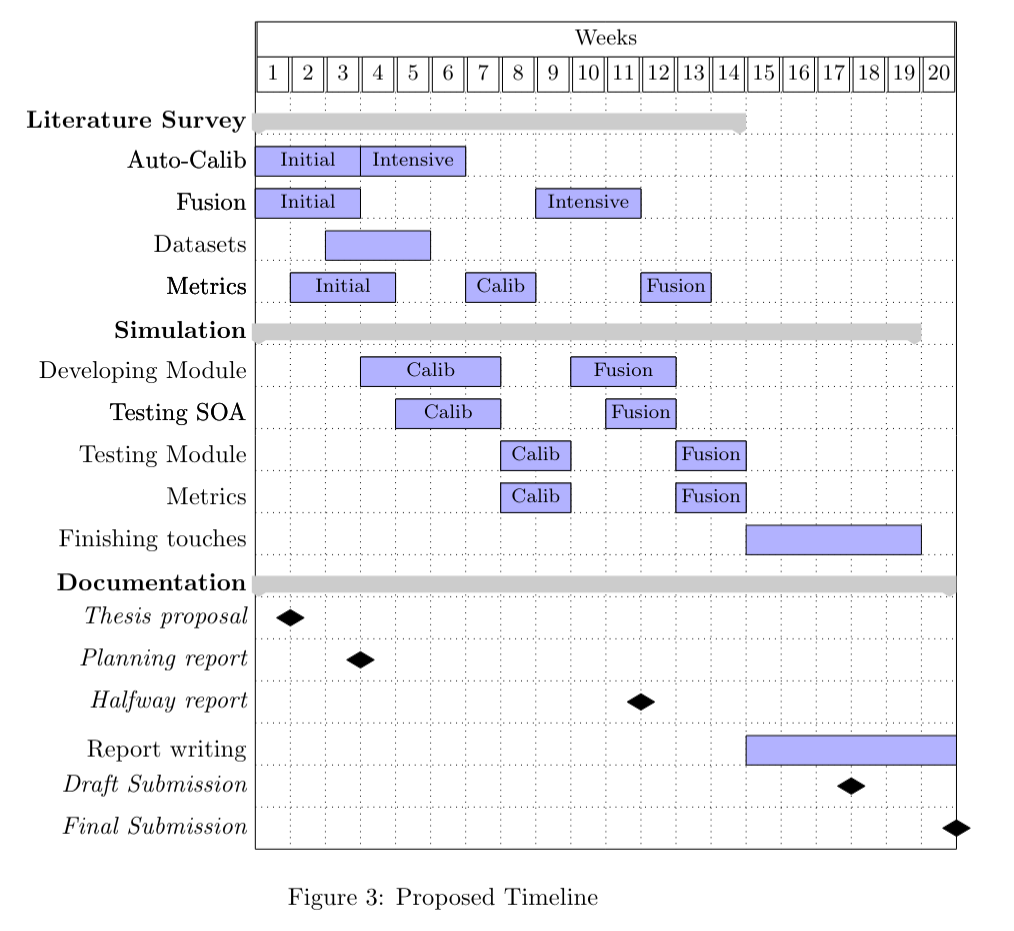 Weeks
1 2 3 4 5 6 7 8 9 10 11 12 13 14 15 16 17 18 19 20
Literature Survey
Auto-Calib Initial Intensive
Fusion Initial Intensive
Datasets
Metrics Initial Calib Fusion
Simulation
Developing Module Calib Fusion
Testing SOA Calib Fusion
Testing Module Calib Fusion
Metrics Calib Fusion
Finishing touches
Documentation
Thesis proposal
Planning report
Halfway report
Report writing
Draft Submission
Final Submission
Figure 3: Proposed Timeline